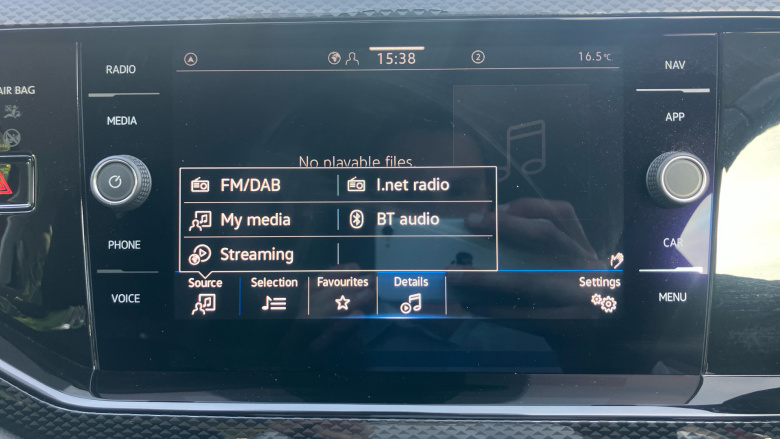 RADIO
MEDIA
PHONE
VOICE
AIR BAG
15:38
2
16.5°C
No playable files.
FM/DAB
I.net radio
My media
BT audio
Streaming
Source
Selection
Favourites
Details
Settings
NAV
APP
CAR
MENU